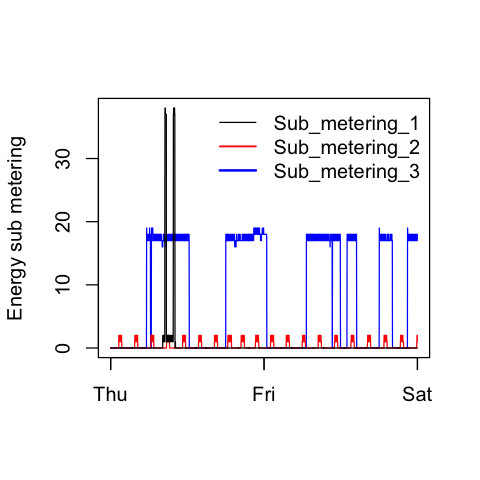 Sub_metering_1
Sub_metering_2
Sub_metering_3
Energy sub metering
30
20
10
0
Thu Fri Sat